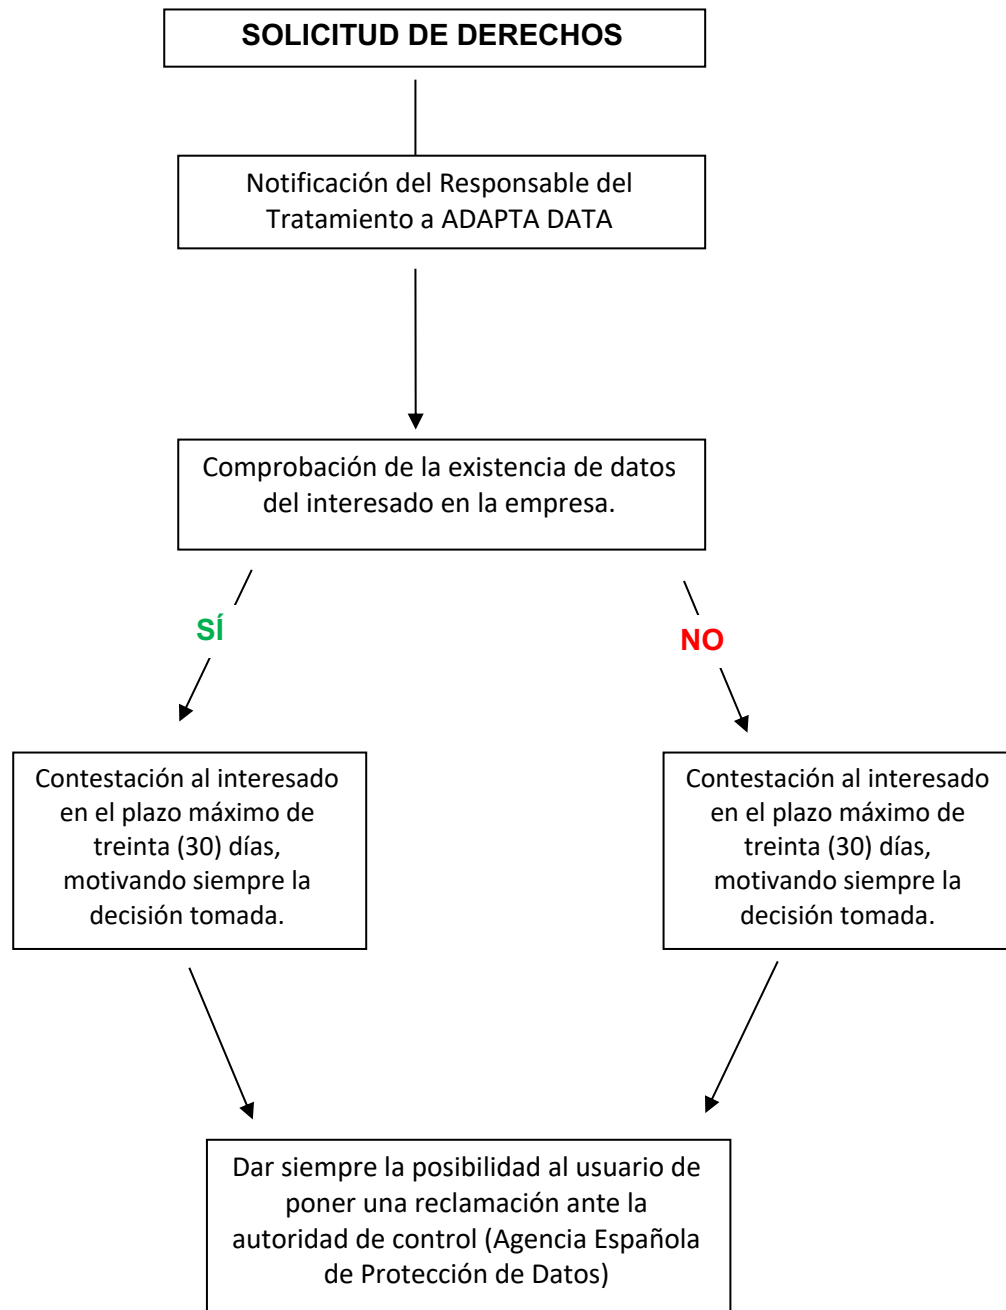 SOLICITUD DE DERECHOS
Notificación del Responsable del
Tratamiento a ADAPTA DATA
Comprobación de la existencia de datos
del interesado en la empresa.
SÍ
NO
Contestación al interesado
en el plazo máximo de
treinta (30) días,
motivando siempre la
decisión tomada.
Contestación al interesado
en el plazo máximo de
treinta (30) días,
motivando siempre la
decisión tomada.
Dar siempre la posibilidad al usuario de
poner una reclamación ante la
autoridad de control (Agencia Española
de Protección de Datos)